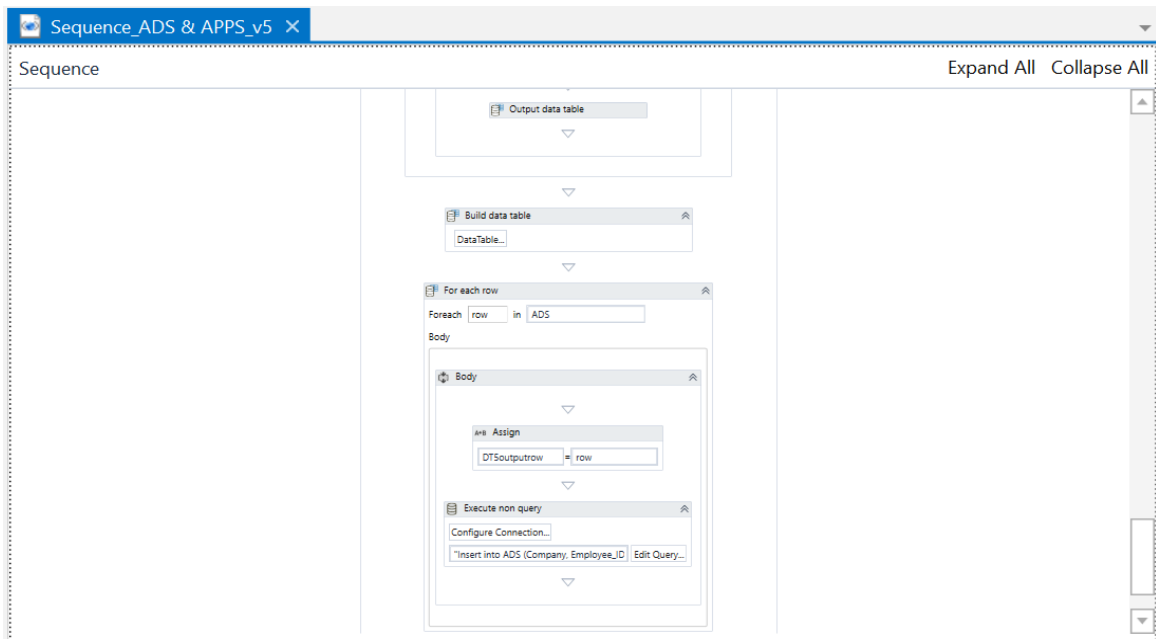 Sequence_ADS & APPS_v5
Sequence Expand All Collapse All
Output data table
Build data table
DataTable...
For each row
Foreach row in ADS
Body
Body
A*B Assign
DTSoutputrow = row
Execute non query
Configure Connection...
"Insert into ADS (Company, Employee_ID Edit Query...